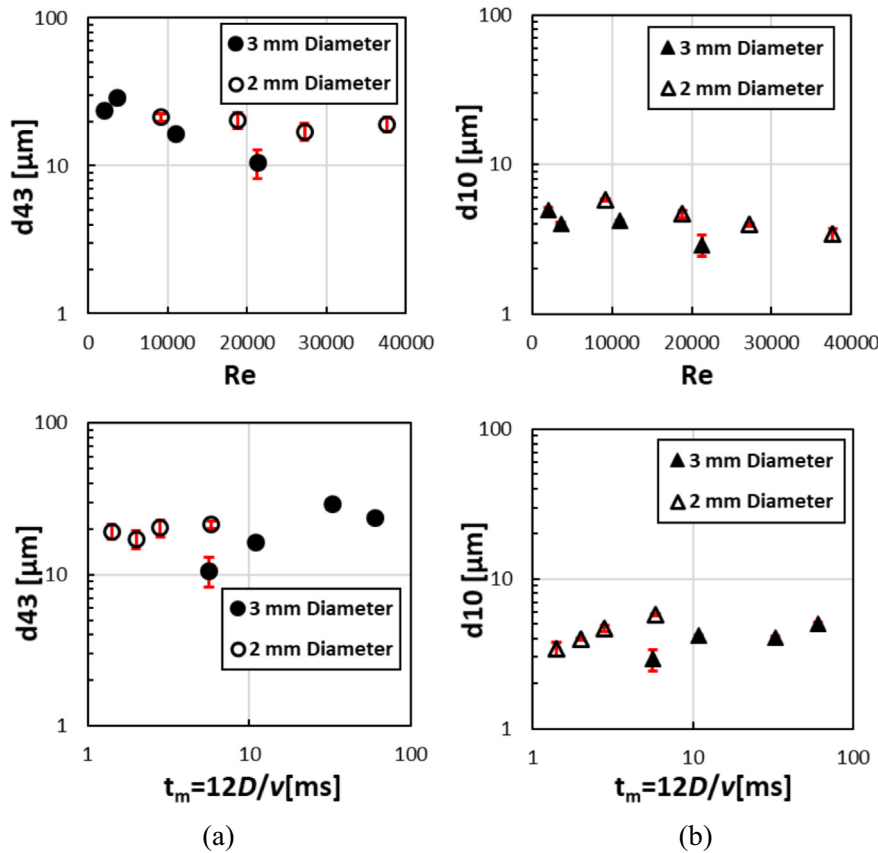 100
10
1
d43 [µm]
3 mm Diameter
2 mm Diameter
0 10000 20000 30000 40000
Re
100
10
1
d10 [µm]
3 mm Diameter
2 mm Diameter
0 10000 20000 30000 40000
Re
100
10
1
d43 [µm]
3 mm Diameter
2 mm Diameter
1 10 100
tm=12D/v[ms]
(a)
100
10
1
d10 [µm]
3 mm Diameter
2 mm Diameter
1 10 100
tm=12D/v[ms]
(b)